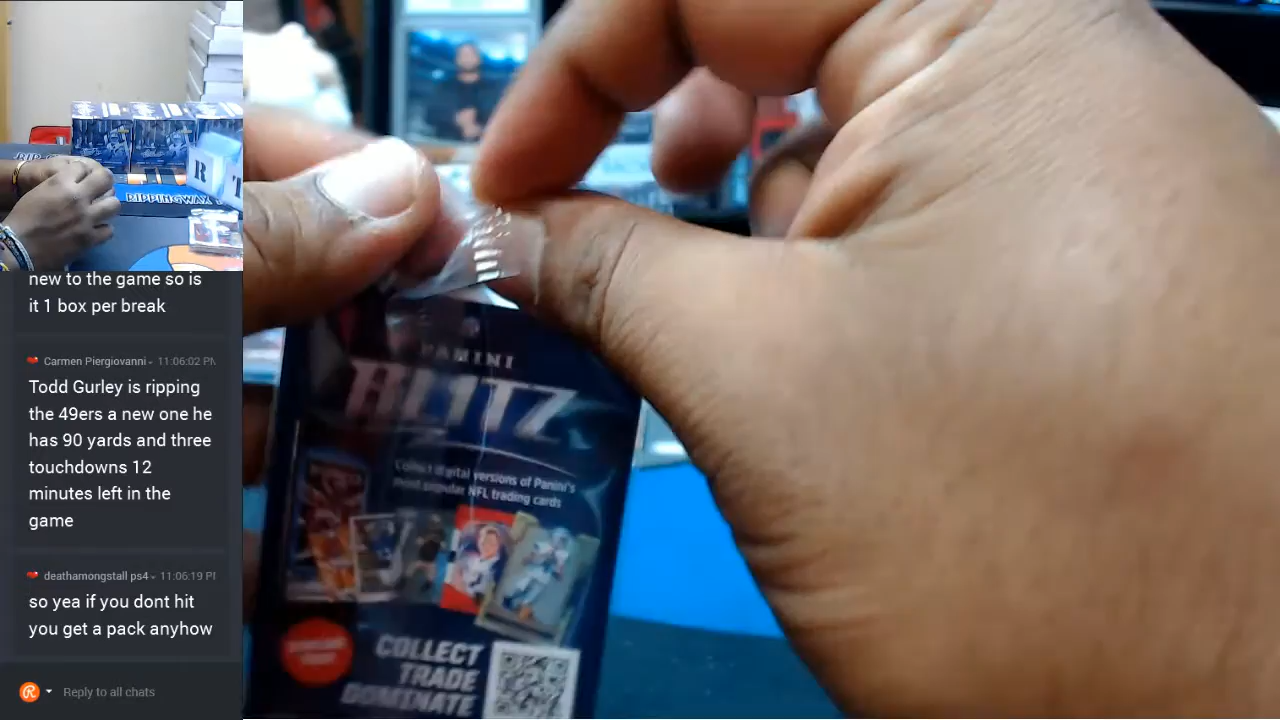 RIPPINGWAX
R
new to the game so is
it 1 box per break
Carmen Piergiovanni - 11:06:02 PM
Todd Gurley is ripping
the 49ers a new one he
has 90 yards and three
touchdowns 12
minutes left in the
game
deathamongstall ps4 - 11:06:19 PM
so yea if you dont hit
you get a pack anyhow
Reply to all chats
PANINI
BLITZ
Collect digital versions of Panini's
most popular NFL trading cards
COLLECT
TRADE
DOMINATE